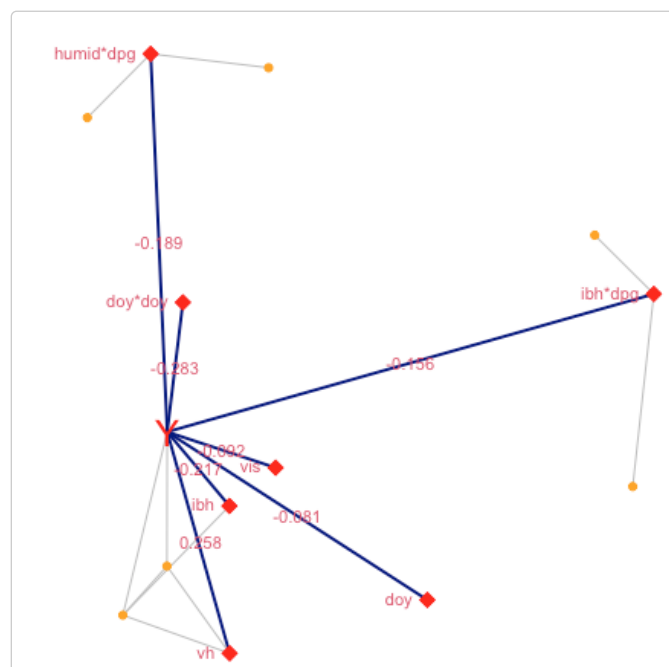 humid*dpg
-0.189
ibh*dpg
doy*doy
-0.283
-0.156
Y
-0.092
vis
-0.217
ibh
-0.081
0.258
doy
vh